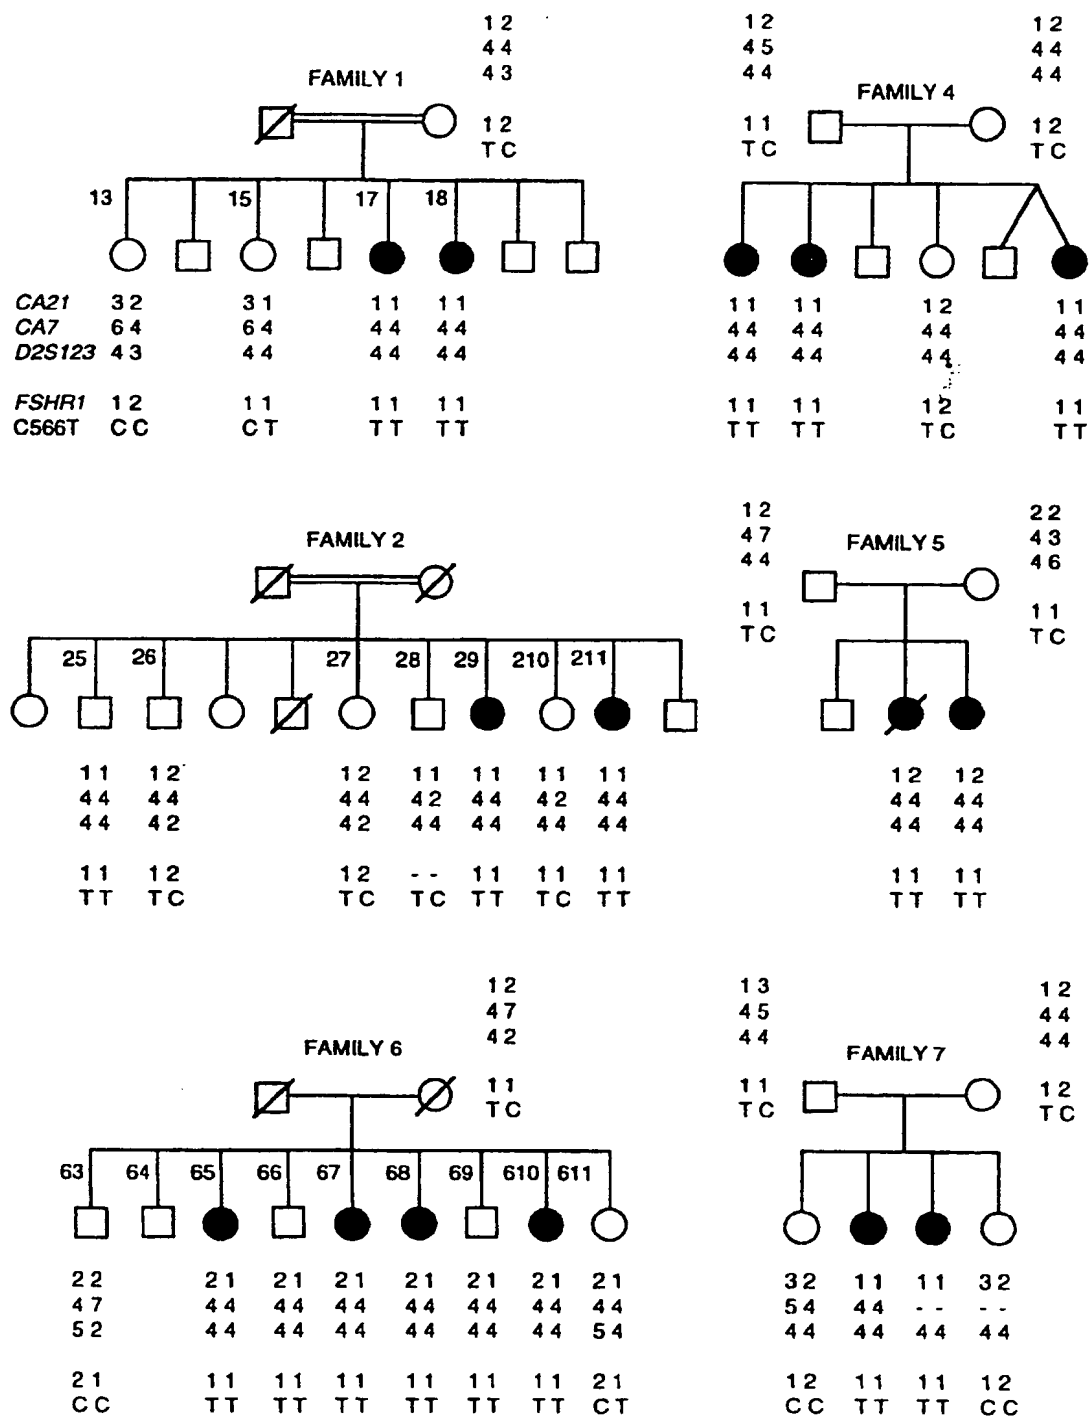 1 2 1 2 1 2
4 4 4 5 4 4
4 3 4 4 4 4
FAMILY 1 FAMILY 4
1 2 1 1 1 2
T C T C T C
13 15 17 18
CA21 3 2 3 1 1 1 1 1 1 1 1 1 1 2 1 1
CA7 6 4 6 4 4 4 4 4 4 4 4 4 4 4 4 4
D2S123 4 3 4 4 4 4 4 4 4 4 4 4 4 4 4 4
FSHR1 1 2 1 1 1 1 1 1 1 1 1 1 1 2 1 1
C566T C C C T T T T T T T T T T C T T
1 2 2 2
4 7 4 3
4 4 4 6
FAMILY 2 FAMILY 5
1 1 1 1
T C T C
25 26 27 28 29 210 211
1 1 1 2 1 2 1 1 1 1 1 1 1 1 1 2 1 2
4 4 4 4 4 4 4 2 4 4 4 2 4 4 4 4 4 4
4 4 4 2 4 2 4 4 4 4 4 4 4 4 4 4 4 4
1 1 1 2 1 2 - - 1 1 1 1 1 1 1 1 1 1
T T T C T C T C T T T C T T T T T T
1 2 1 3 1 2
4 7 4 5 4 4
4 2 4 4 4 4
FAMILY 6 FAMILY 7
1 1 1 1 1 2
T C T C T C
63 64 65 66 67 68 69 610 611
2 2 2 1 2 1 2 1 2 1 2 1 2 1 2 1 3 2 1 1 1 1 3 2
4 7 4 4 4 4 4 4 4 4 4 4 4 4 4 4 5 4 4 4 - - - -
5 2 4 4 4 4 4 4 4 4 4 4 4 4 5 4 4 4 4 4 4 4 4 4
2 1 1 1 1 1 1 1 1 1 1 1 1 1 2 1 1 2 1 1 1 1 1 2
C C T T T T T T T T T T T T C T C C T T T T C C